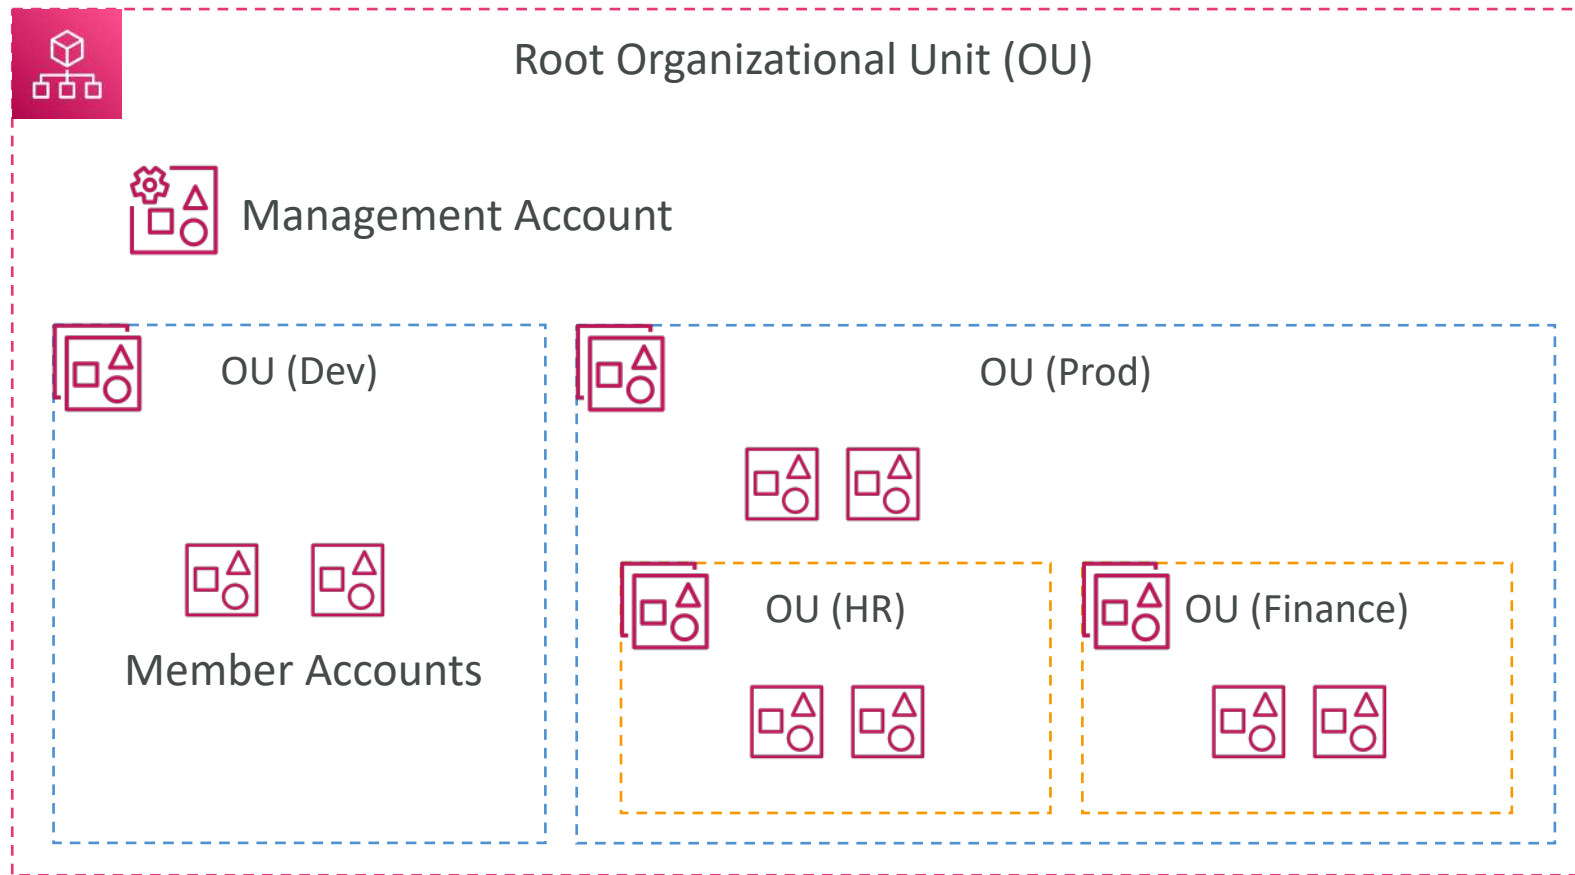 Root Organizational Unit (OU)
Management Account
OU (Dev)
OU (Prod)
Member Accounts
OU (HR)
OU (Finance)